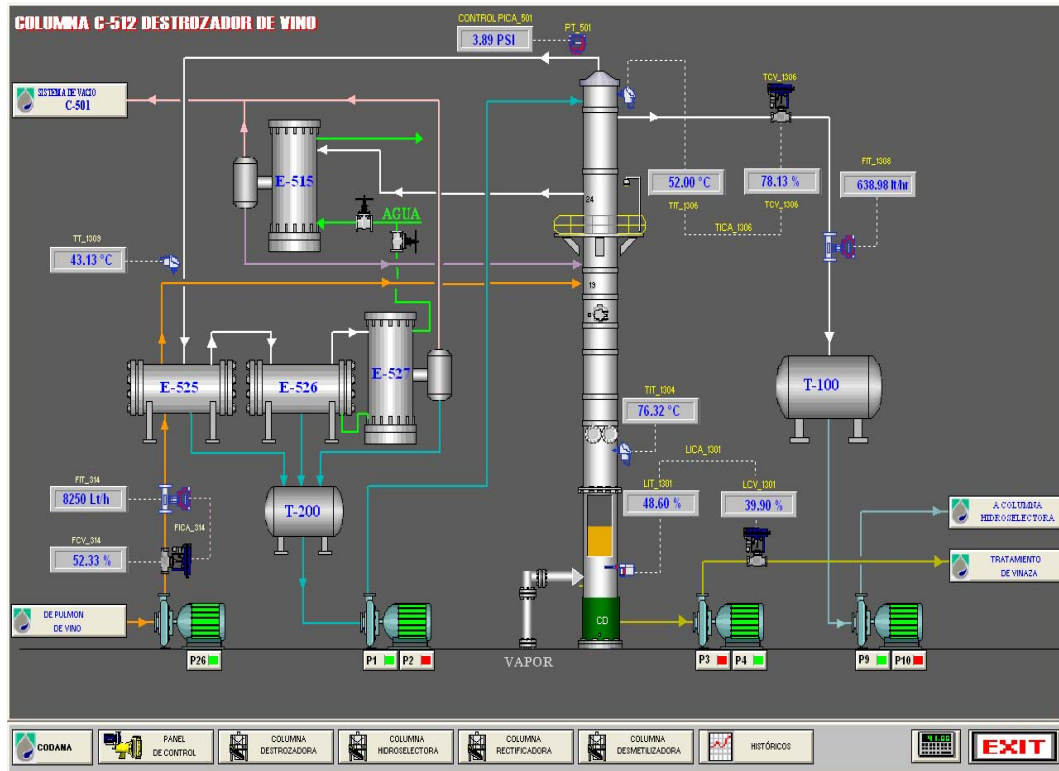 COLUMNA C-512 DESTROZADOR DE VINO
CONTROL PICA_501
3.89 PSI
PT_501
SISTEMA DE VACIO
C-501
TCV_1306
E-515
52.00 °C
TIT_1306
78.13 %
TCV_1306
TICA_1306
FIT_1308
638.98 lt/hr
24
AGUA
TT_1309
43.13 °C
19
E-525
E-526
E-527
T-100
TIT_1304
76.32 °C
LICA_1301
LIT_1301
48.60 %
LCV_1301
39.90 %
FIT_314
8250 Lt/h
FICA_314
FCV_314
52.33 %
T-200
A COLUMNA
HIDROSELECTORA
TRATAMIENTO
DE VINAZA
DE PULMON
DE VINO
CD
P26
P1
P2
VAPOR
P3
P4
P9
P10
CODANA
PANEL
DE CONTROL
COLUMNA
DESTROZADORA
COLUMNA
HIDROSELECTORA
COLUMNA
RECTIFICADORA
COLUMNA
DESMETILIZADORA
HISTÓRICOS
91.00
EXIT